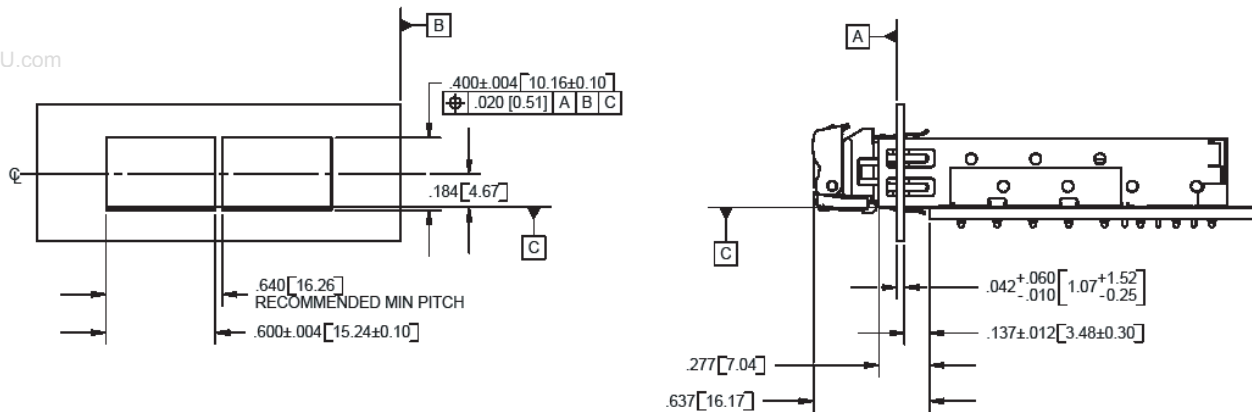 B
U.com
.400±.004[10.16±0.10]
⌖ .020 [0.51] A B C
℄
.184[4.67]
C
.640[16.26]
RECOMMENDED MIN PITCH
.600±.004[15.24±0.10]
A
C
.042+.060-.010[1.07+1.52-0.25]
.137±.012[3.48±0.30]
.277[7.04]
.637[16.17]